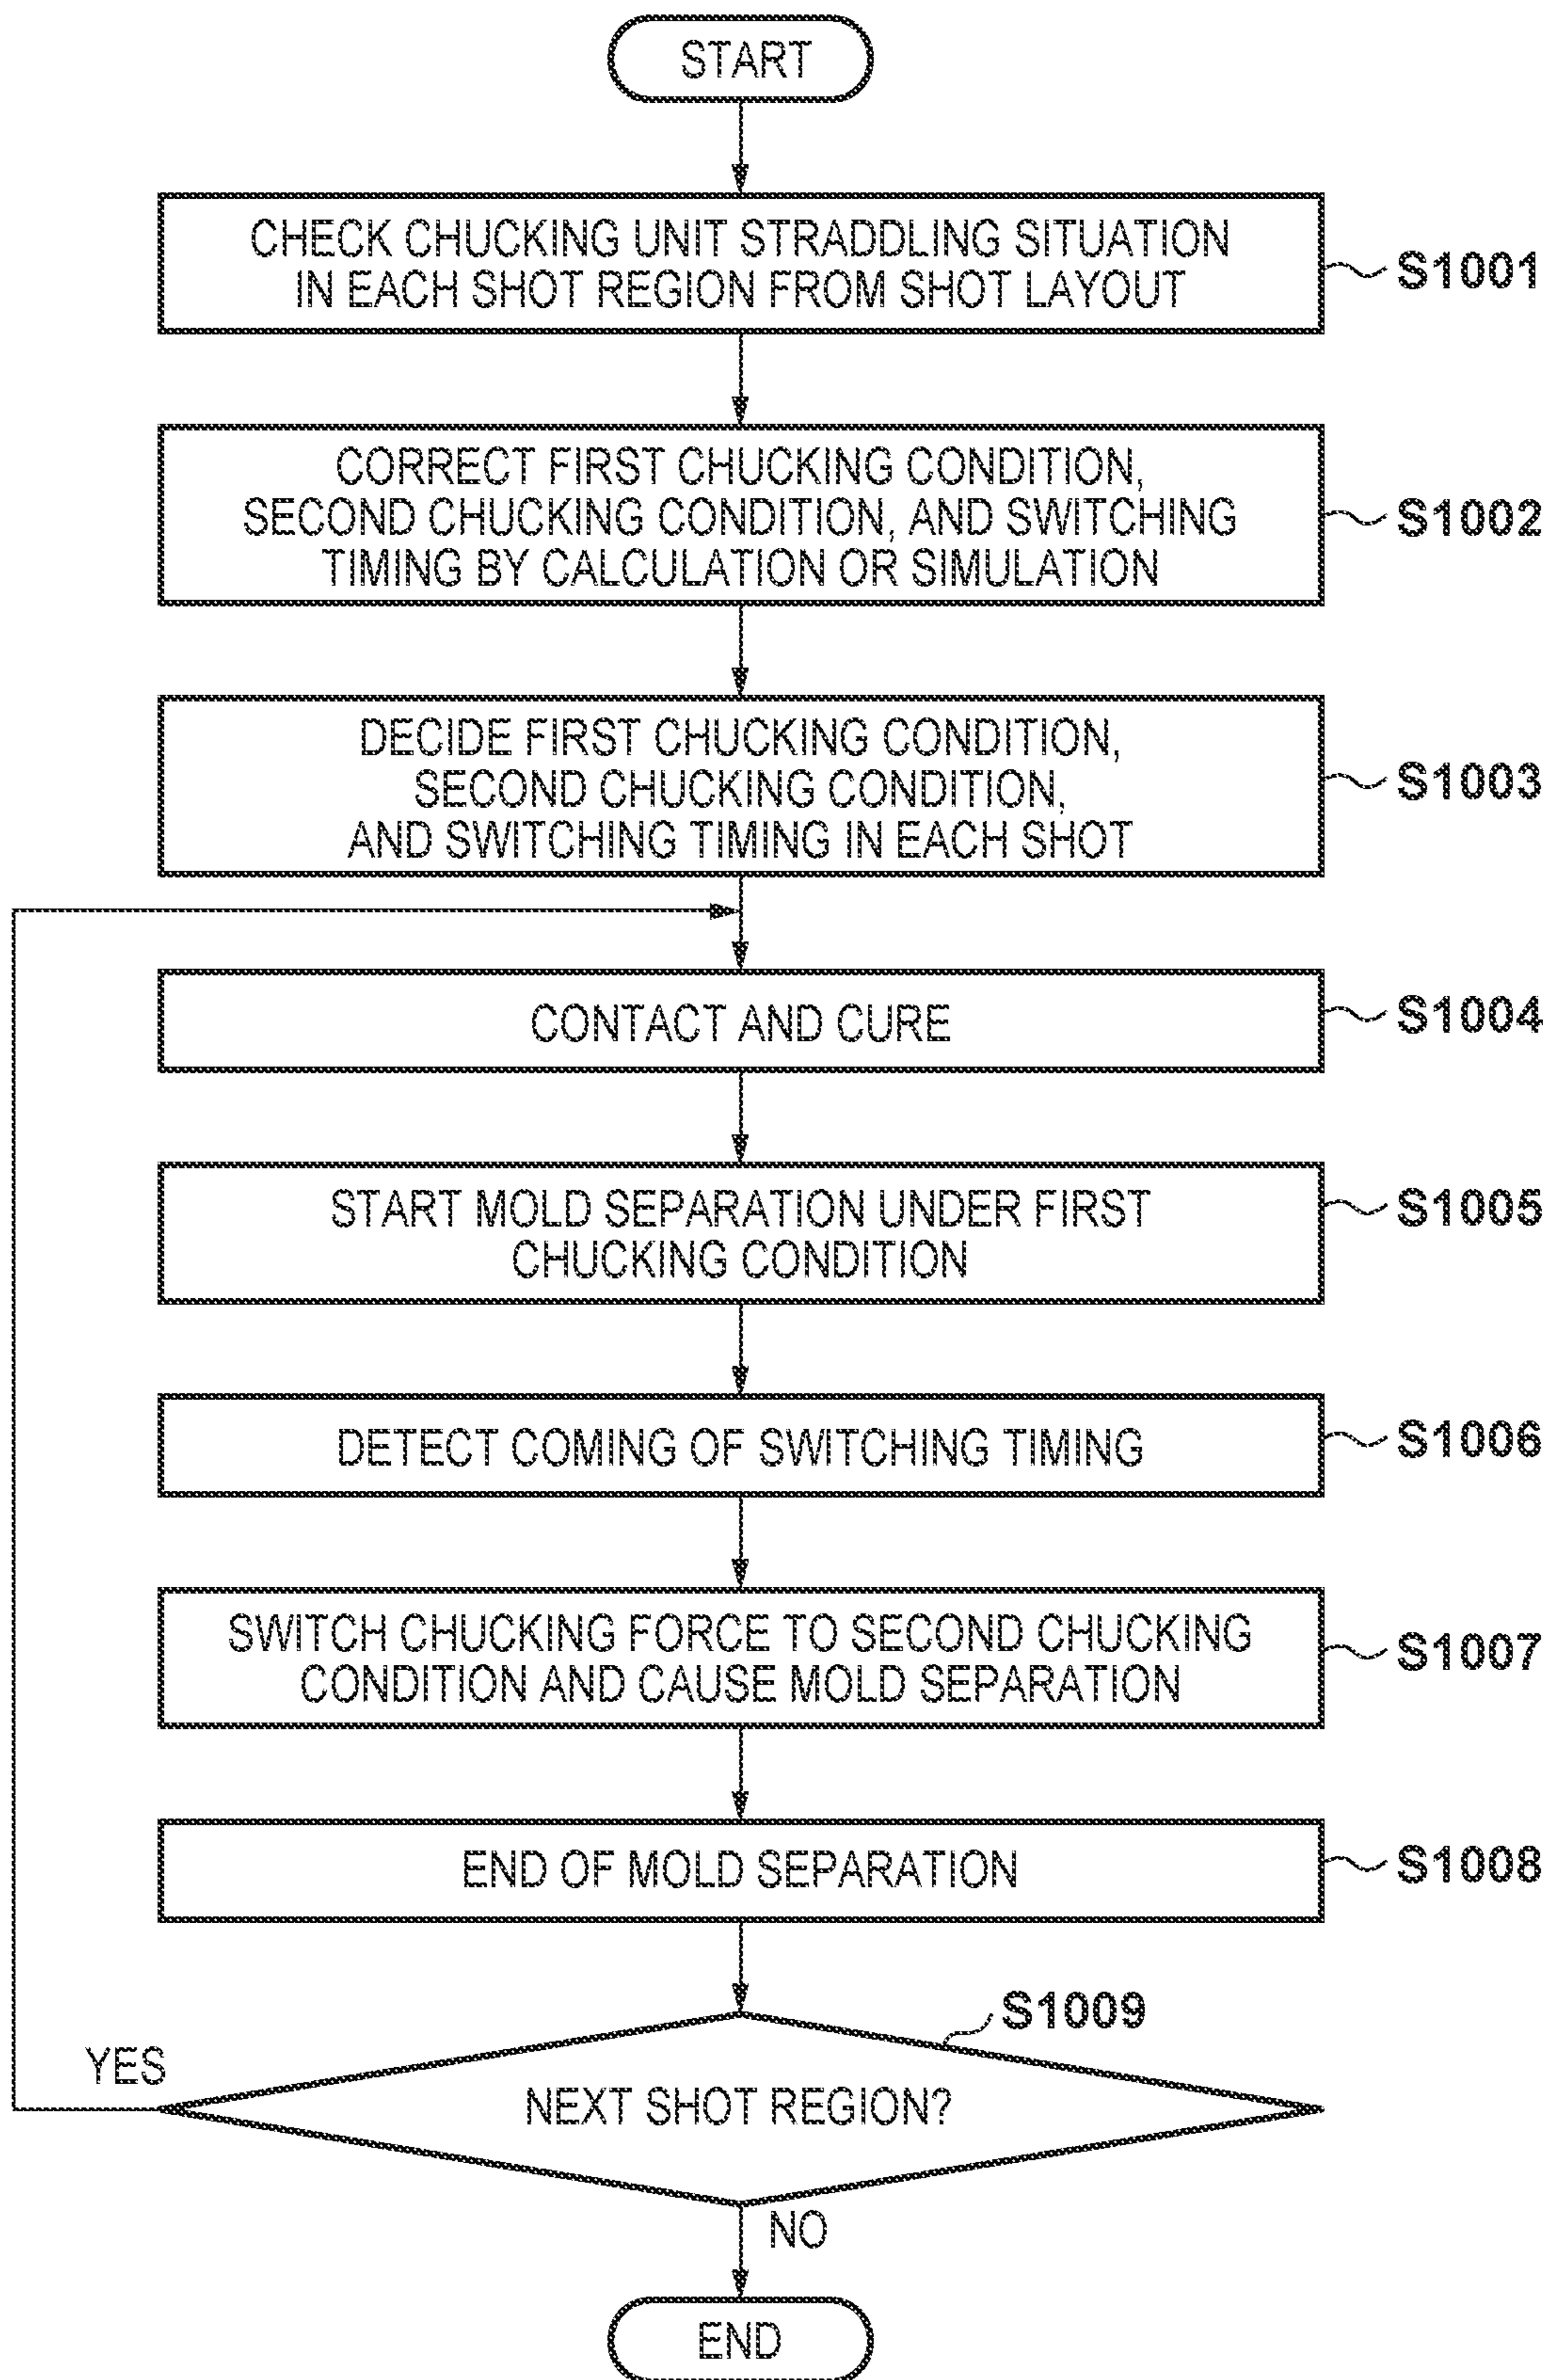 START
CHECK CHUCKING UNIT STRADDLING SITUATION
IN EACH SHOT REGION FROM SHOT LAYOUT
S1001
CORRECT FIRST CHUCKING CONDITION,
SECOND CHUCKING CONDITION, AND SWITCHING
TIMING BY CALCULATION OR SIMULATION
S1002
DECIDE FIRST CHUCKING CONDITION,
SECOND CHUCKING CONDITION,
AND SWITCHING TIMING IN EACH SHOT
S1003
CONTACT AND CURE
S1004
START MOLD SEPARATION UNDER FIRST
CHUCKING CONDITION
S1005
DETECT COMING OF SWITCHING TIMING
S1006
SWITCH CHUCKING FORCE TO SECOND CHUCKING
CONDITION AND CAUSE MOLD SEPARATION
S1007
END OF MOLD SEPARATION
S1008
S1009
YES
NEXT SHOT REGION?
NO
END